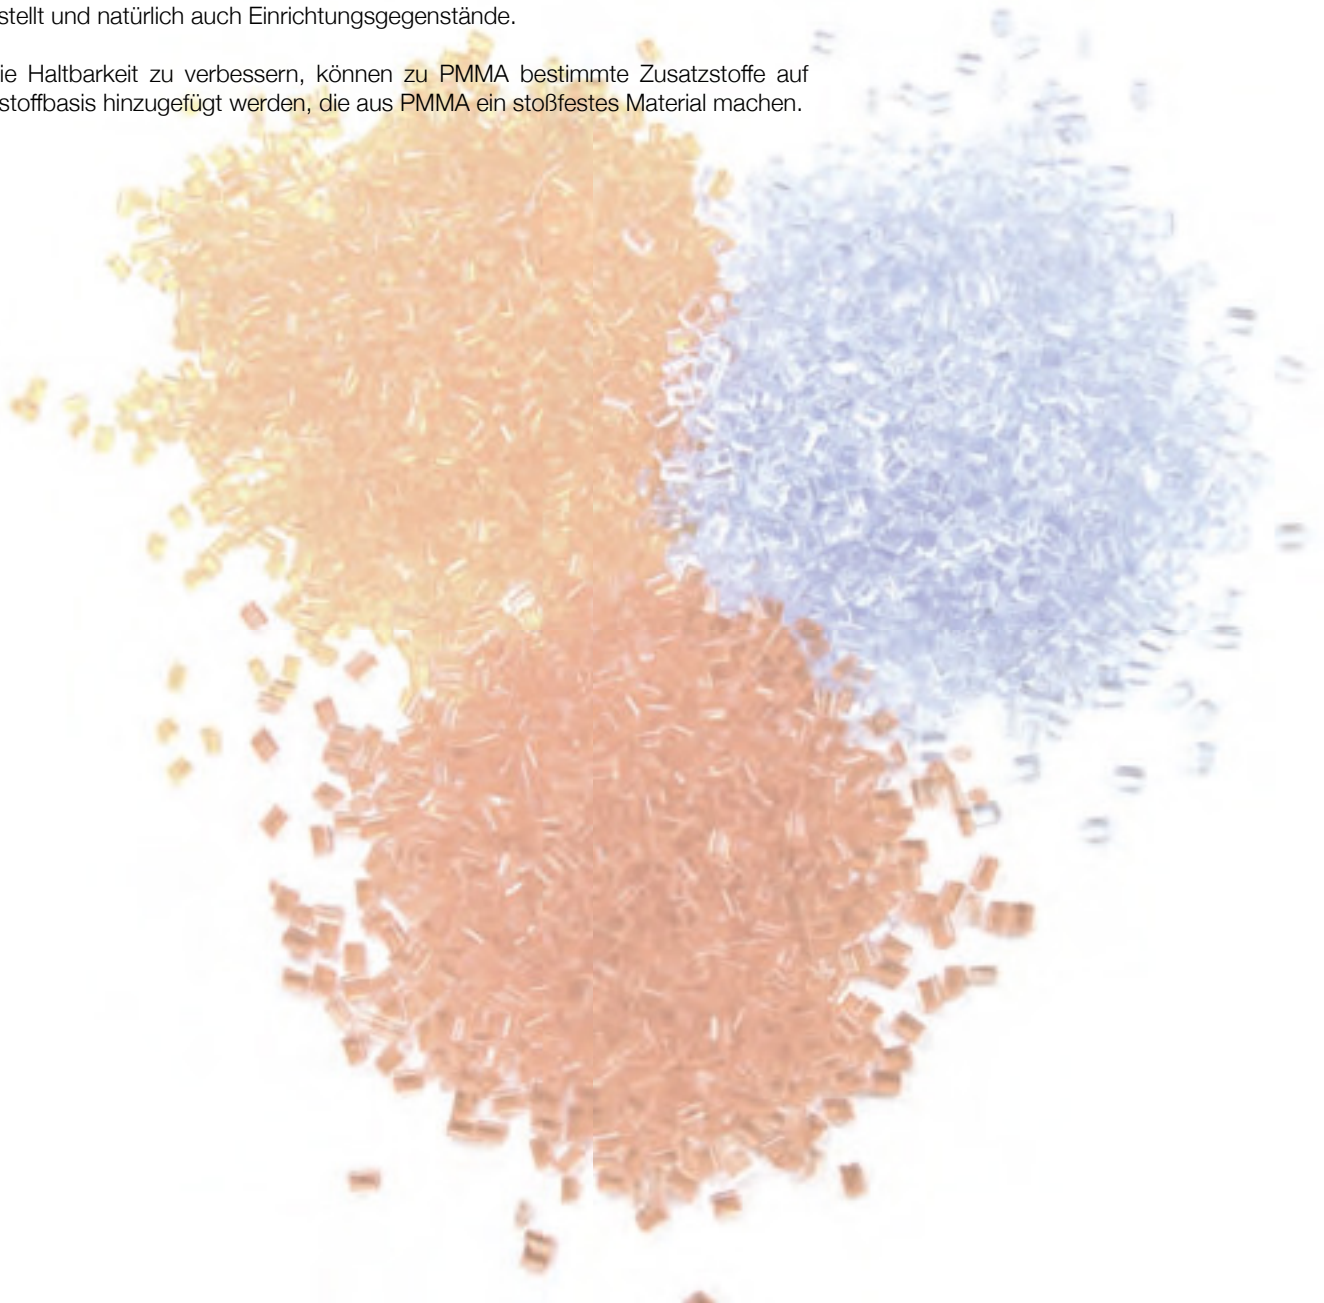 stellt und natürlich auch Einrichtungsgegenstände.
ie Haltbarkeit zu verbessern, können zu PMMA bestimmte Zusatzstoffe auf
stoffbasis hinzugefügt werden, die aus PMMA ein stoßfestes Material machen.